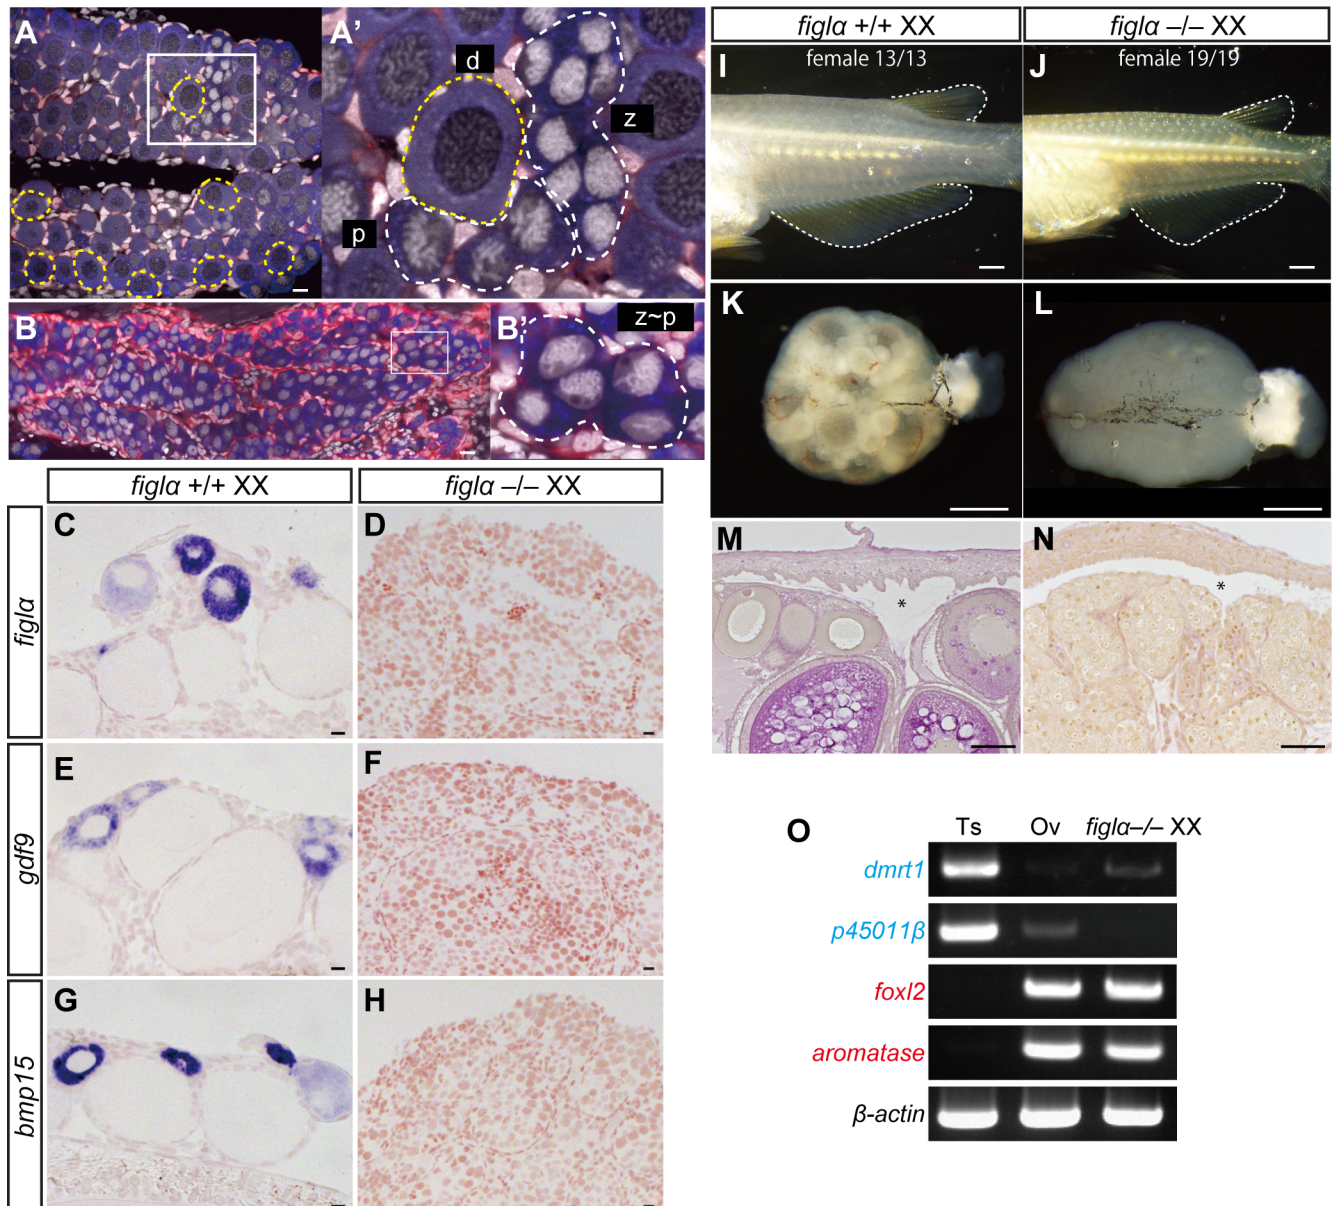 A
A'
d
z
p
B
B'
z~p
figlα +/+ XX
figlα –/– XX
figlα
C
D
gdf9
E
F
bmp15
G
H
figlα +/+ XX
figlα –/– XX
female 13/13
female 19/19
I
J
K
L
M
*
N
*
O
Ts
Ov
figlα–/– XX
dmrt1
p45011β
foxl2
aromatase
β-actin